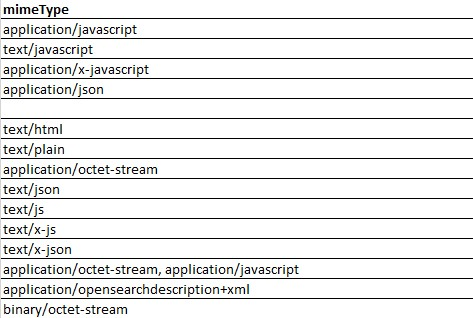 mimeType
application/javascript
text/javascript
application/x-javascript
application/json
text/html
text/plain
application/octet-stream
text/json
text/js
text/x-js
text/x-json
application/octet-stream, application/javascript
application/opensearchdescription+xml
binary/octet-stream